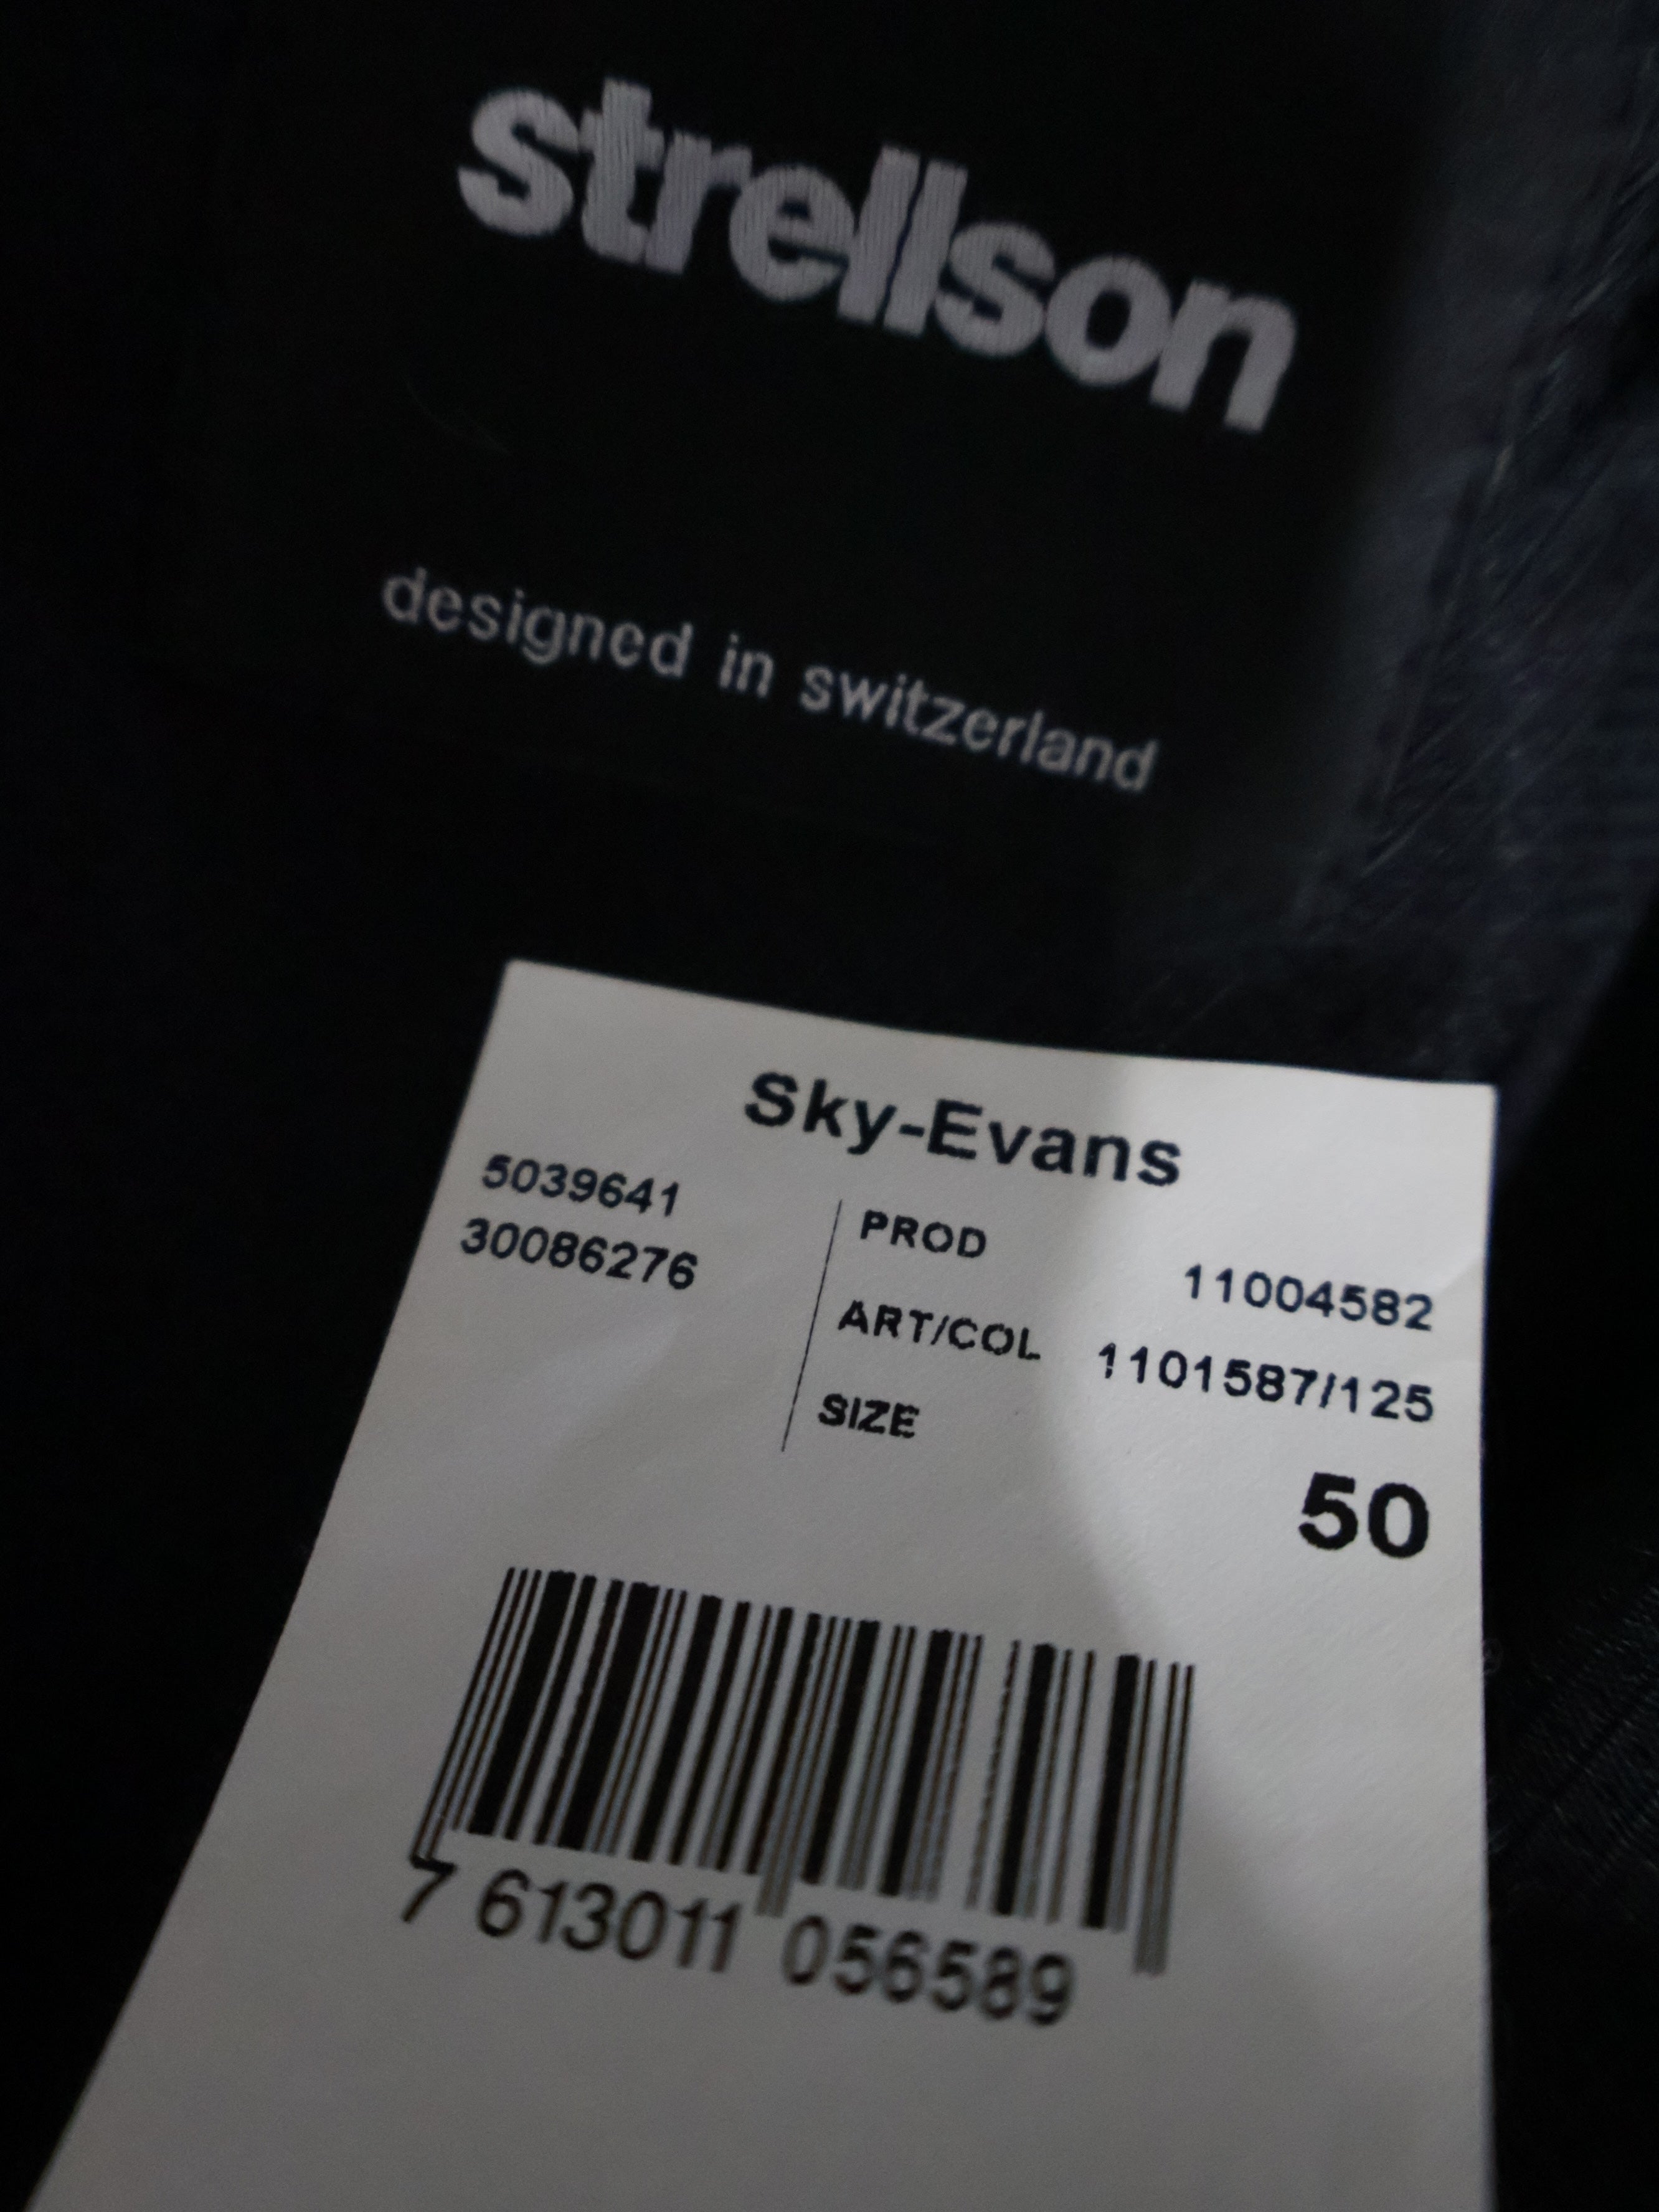 strellson
designed in switzerland
Sky-Evans
5039641
30086276
PROD 11004582
ART/COL 1101587/125
SIZE 50
7 613011 056589